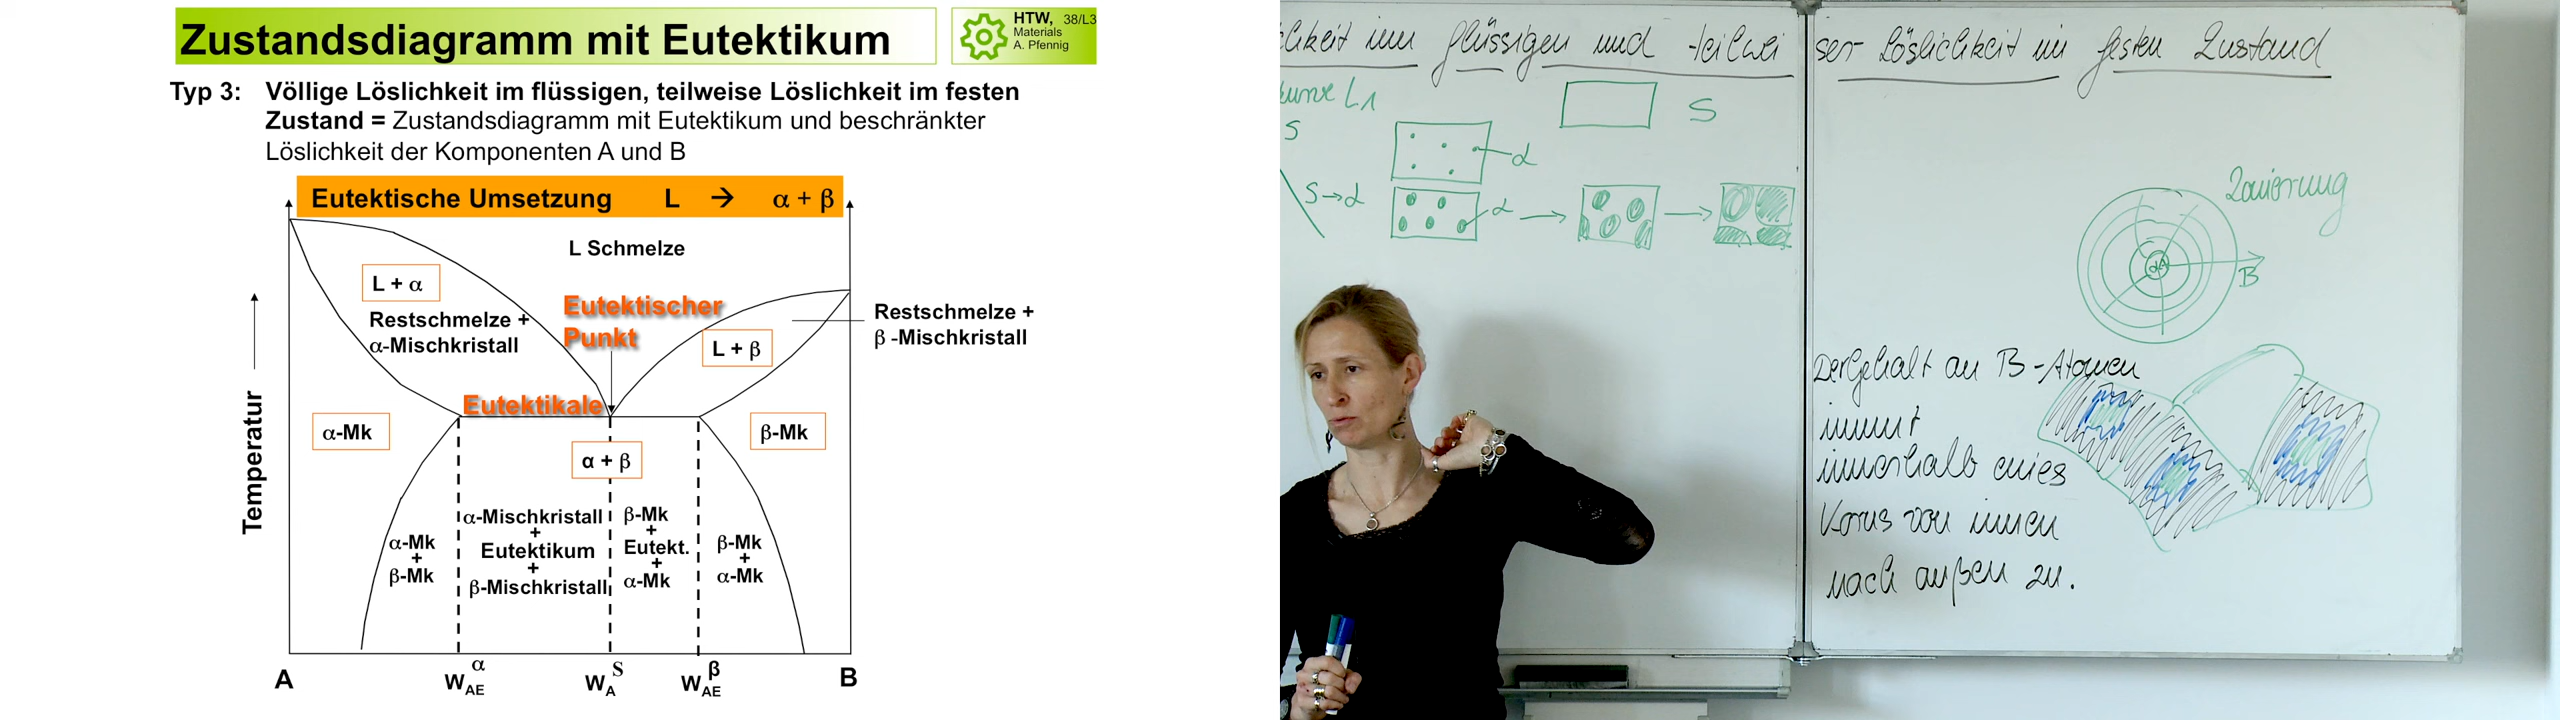 Zustandsdiagramm mit Eutektikum
HTW, 38/L3
Materials
A. Pfennig
Typ 3: Völlige Löslichkeit im flüssigen, teilweise Löslichkeit im festen
Zustand = Zustandsdiagramm mit Eutektikum und beschränkter
Löslichkeit der Komponenten A und B
Eutektische Umsetzung L → α + β
L Schmelze
L + α
Restschmelze +
α-Mischkristall
Eutektischer
Punkt
L + β
Restschmelze +
β -Mischkristall
Eutektikale
α-Mk
β-Mk
α + β
Temperatur
α-Mk
+
β-Mk
α-Mischkristall
+
Eutektikum
+
β-Mischkristall
β-Mk
+
Eutekt.
+
α-Mk
β-Mk
+
α-Mk
A
W AE α
W A S
W AE β
B
chkeit im flüssigen und teilwei
ser Löslichkeit im festen Zustand
kurve L1
S
S
α
S→α
α
Zonierung
B
Der Gehalt an B-Atomen
nimmt
innerhalb eines
Korns von innen
nach außen zu.